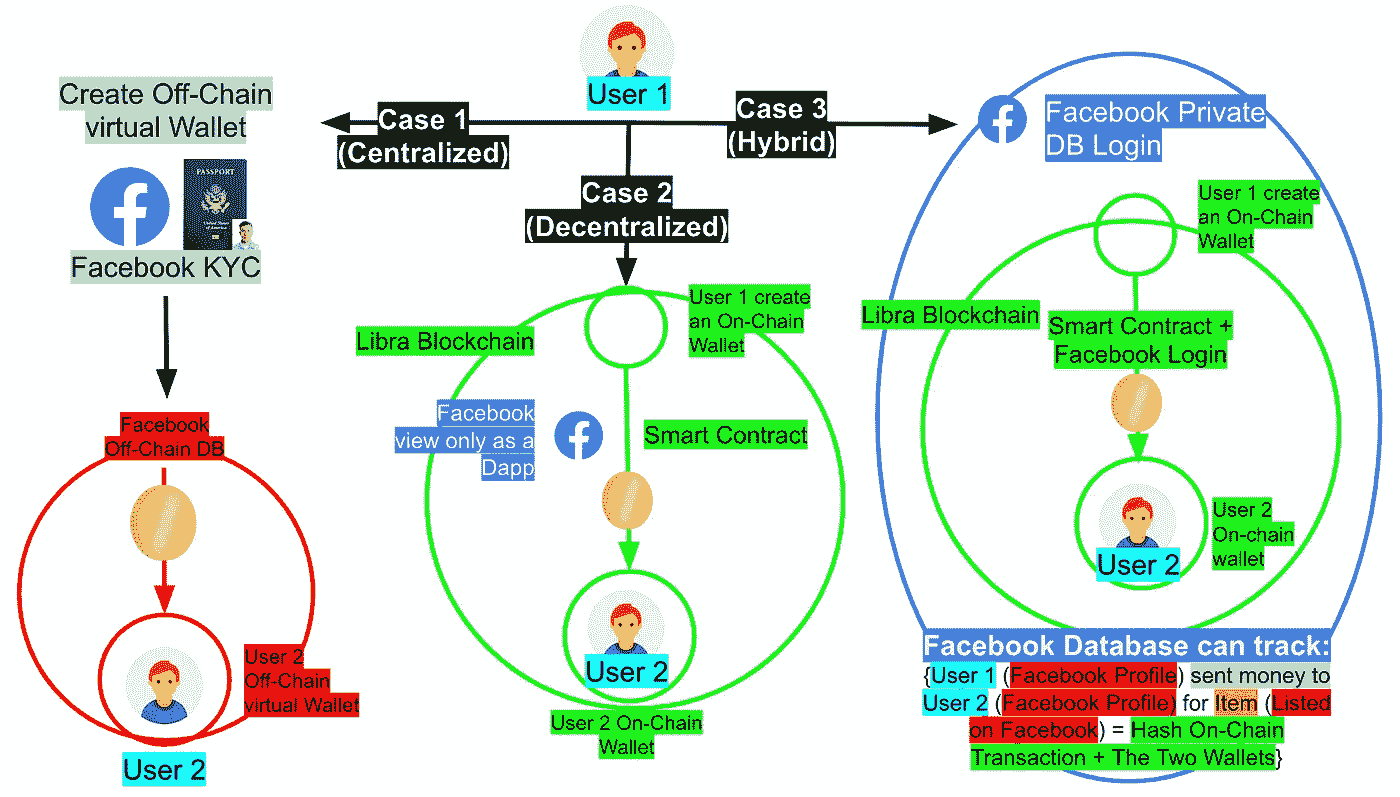 User 1
Case 1
(Centralized)
Case 2
(Decentralized)
Case 3
(Hybrid)
Create Off-Chain
virtual Wallet
PASSPORT
United States
of America
Facebook KYC
Facebook
Off-Chain DB
User 2
Off-Chain
virtual Wallet
User 2
User 1 create
an On-Chain
Wallet
Libra Blockchain
Facebook
view only as a
Dapp
Smart Contract
User 2
User 2 On-Chain
Wallet
Facebook Private
DB Login
User 1 create
an On-Chain
Wallet
Libra Blockchain
Smart Contract +
Facebook Login
User 2
On-chain
wallet
User 2
Facebook Database can track:
{User 1 (Facebook Profile) sent money to
User 2 (Facebook Profile) for Item (Listed
on Facebook) = Hash On-Chain
Transaction + The Two Wallets}